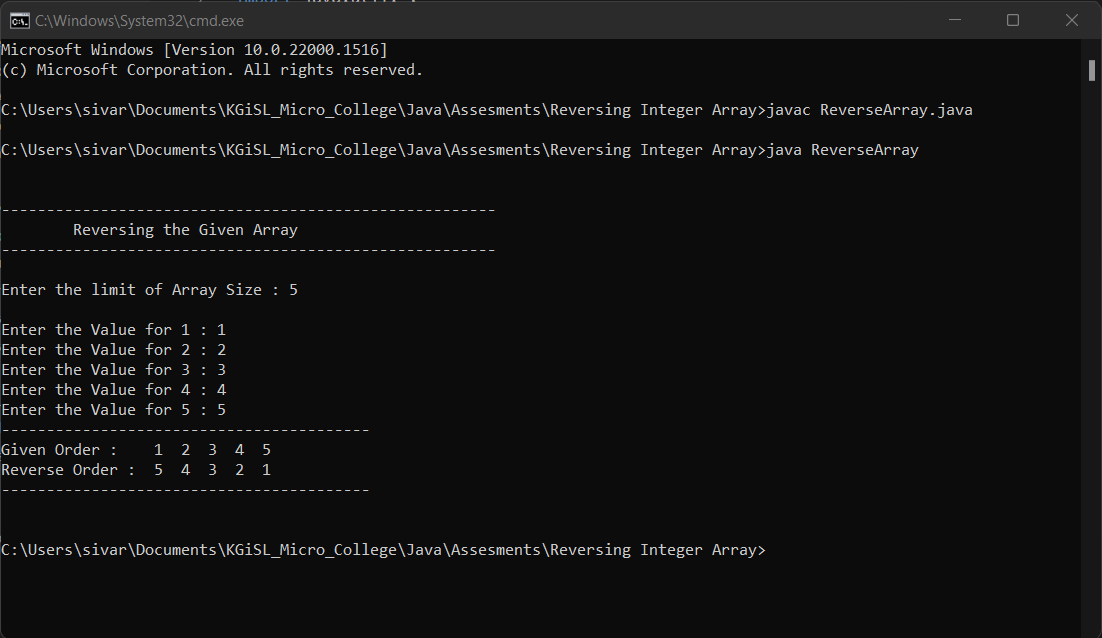 C:\Windows\System32\cmd.exe
Microsoft Windows [Version 10.0.22000.1516]
(c) Microsoft Corporation. All rights reserved.
C:\Users\sivar\Documents\KGiSL_Micro_College\Java\Assesments\Reversing Integer Array>javac ReverseArray.java
C:\Users\sivar\Documents\KGiSL_Micro_College\Java\Assesments\Reversing Integer Array>java ReverseArray
-------------------------------------------------------
        Reversing the Given Array
-------------------------------------------------------
Enter the limit of Array Size : 5
Enter the Value for 1 : 1
Enter the Value for 2 : 2
Enter the Value for 3 : 3
Enter the Value for 4 : 4
Enter the Value for 5 : 5
-----------------------------------------
Given Order :    1  2  3  4  5
Reverse Order :  5  4  3  2  1
-----------------------------------------
C:\Users\sivar\Documents\KGiSL_Micro_College\Java\Assesments\Reversing Integer Array>